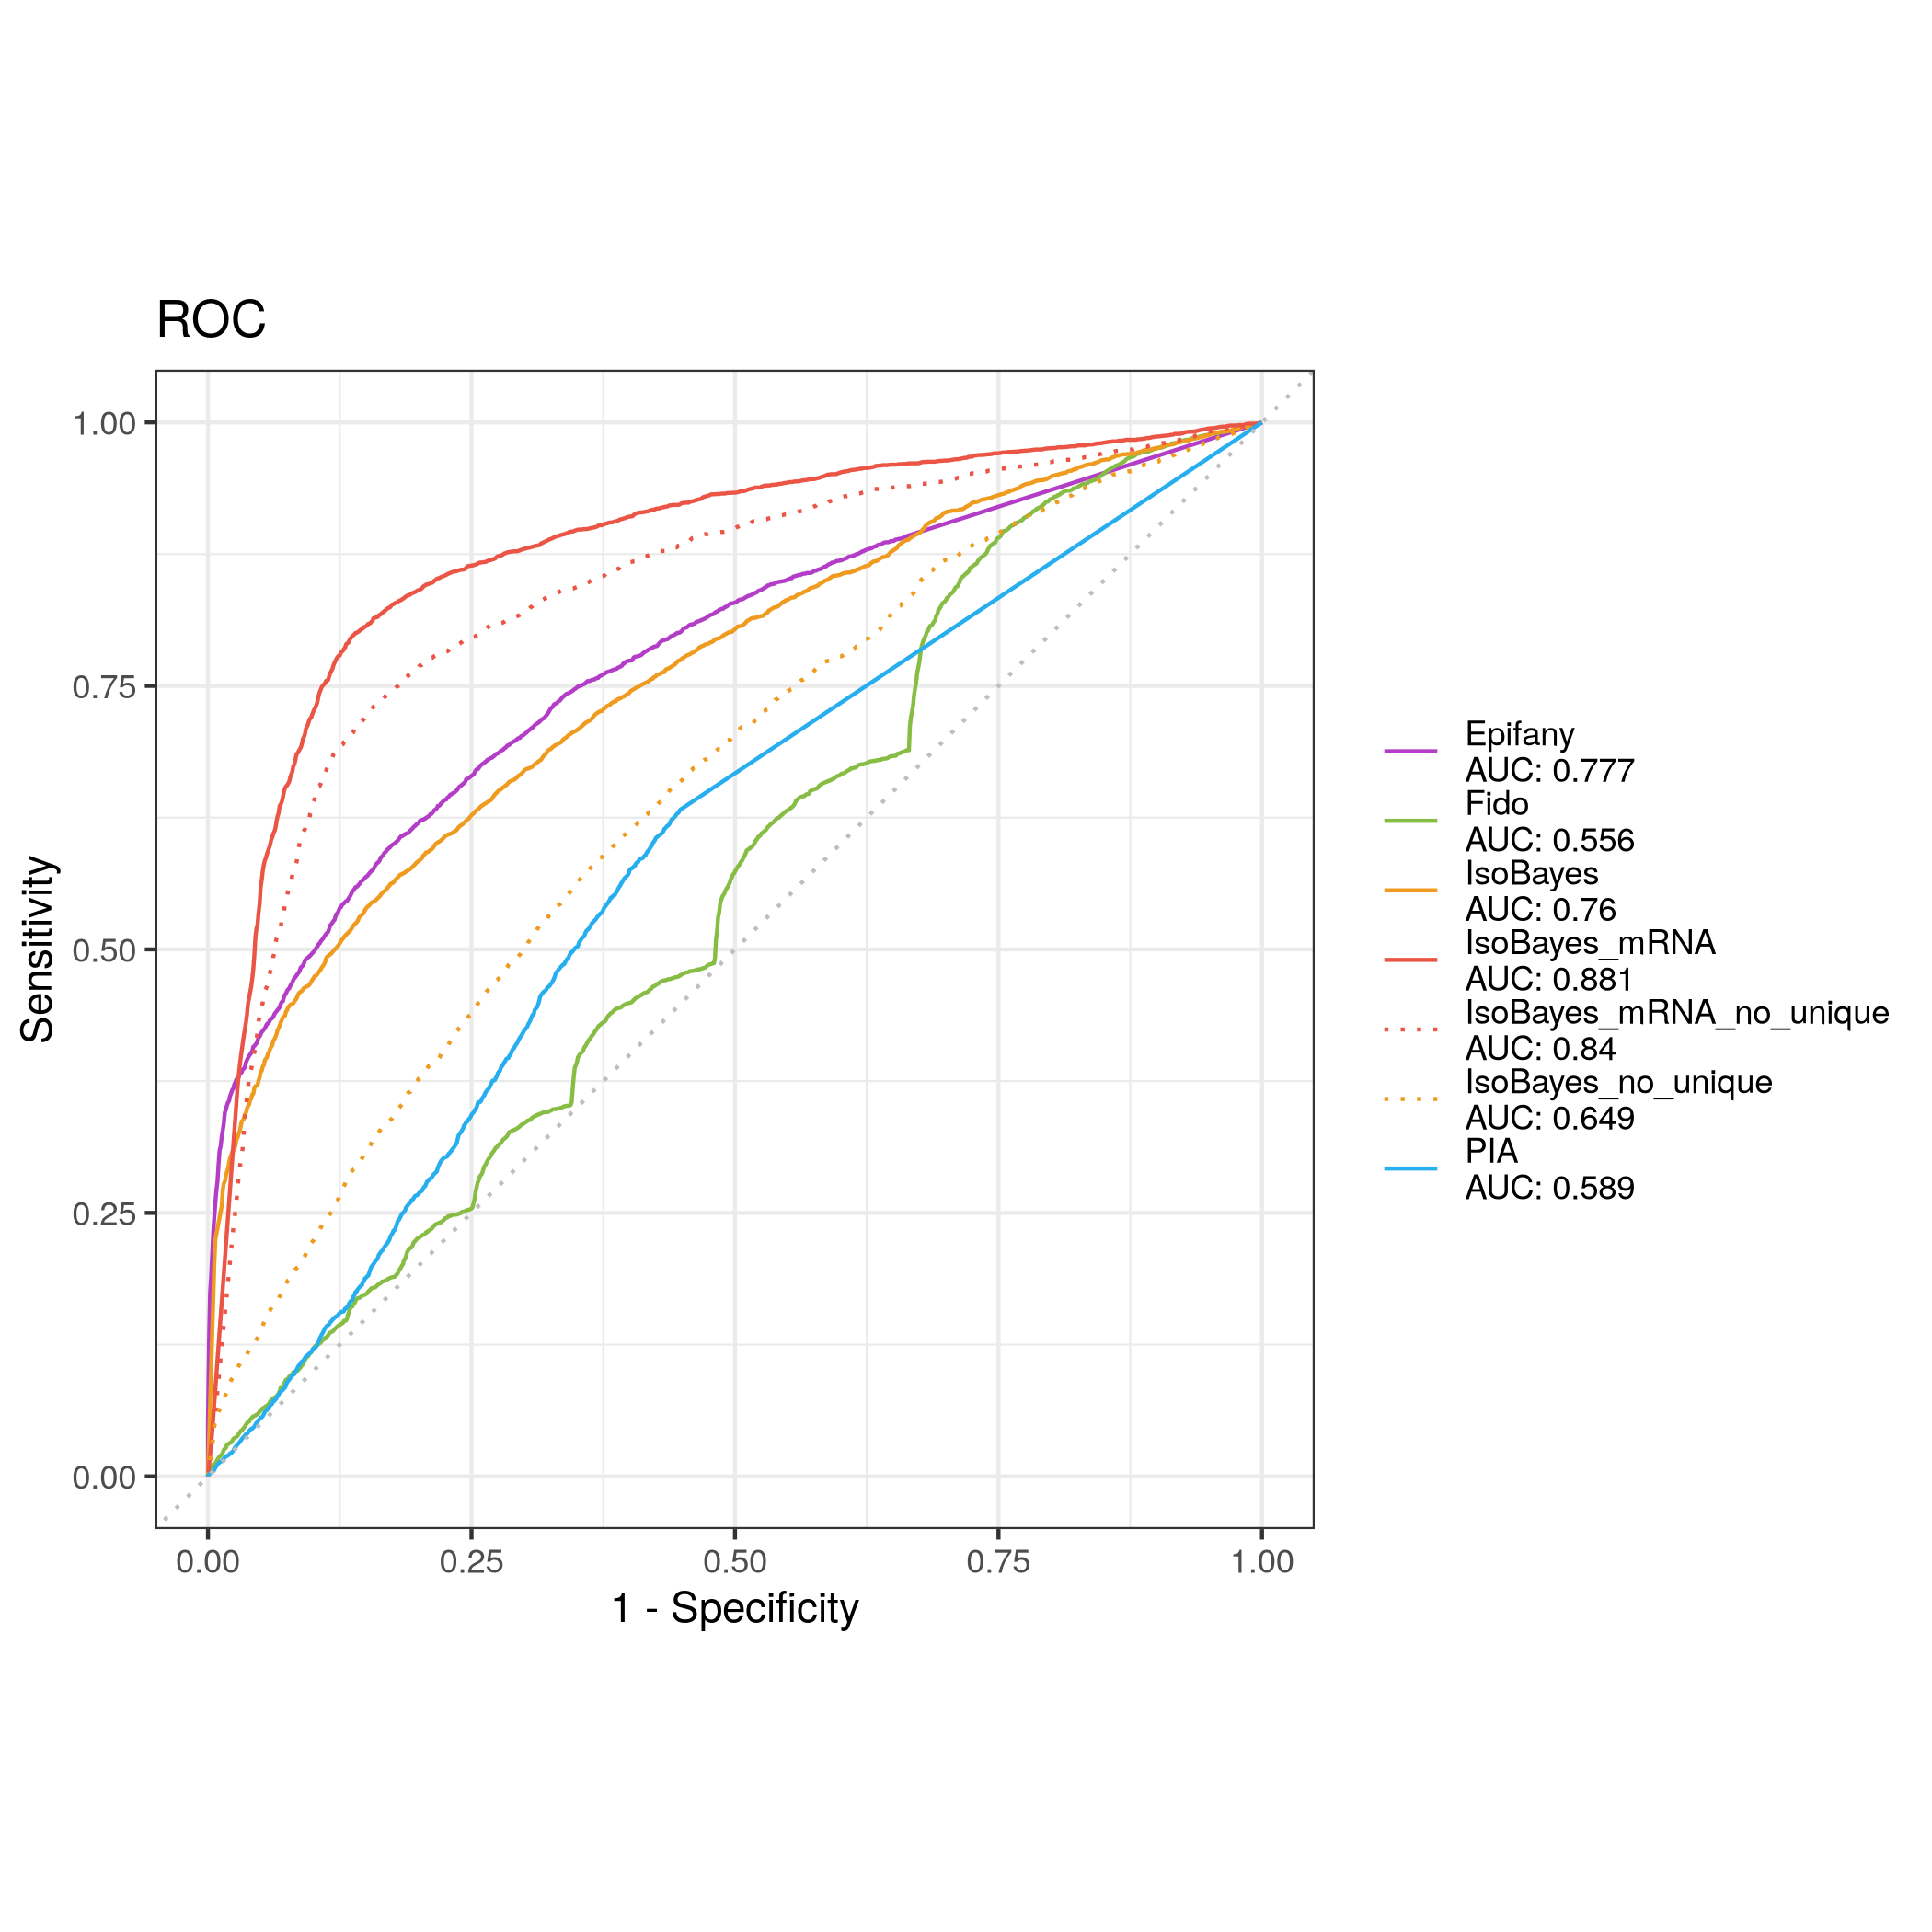 ROC
1.00
0.75
0.50
0.25
0.00
Sensitivity
0.00 0.25 0.50 0.75 1.00
1 - Specificity
Epifany
AUC: 0.777
Fido
AUC: 0.556
IsoBayes
AUC: 0.76
IsoBayes_mRNA
AUC: 0.881
IsoBayes_mRNA_no_unique
AUC: 0.84
IsoBayes_no_unique
AUC: 0.649
PIA
AUC: 0.589